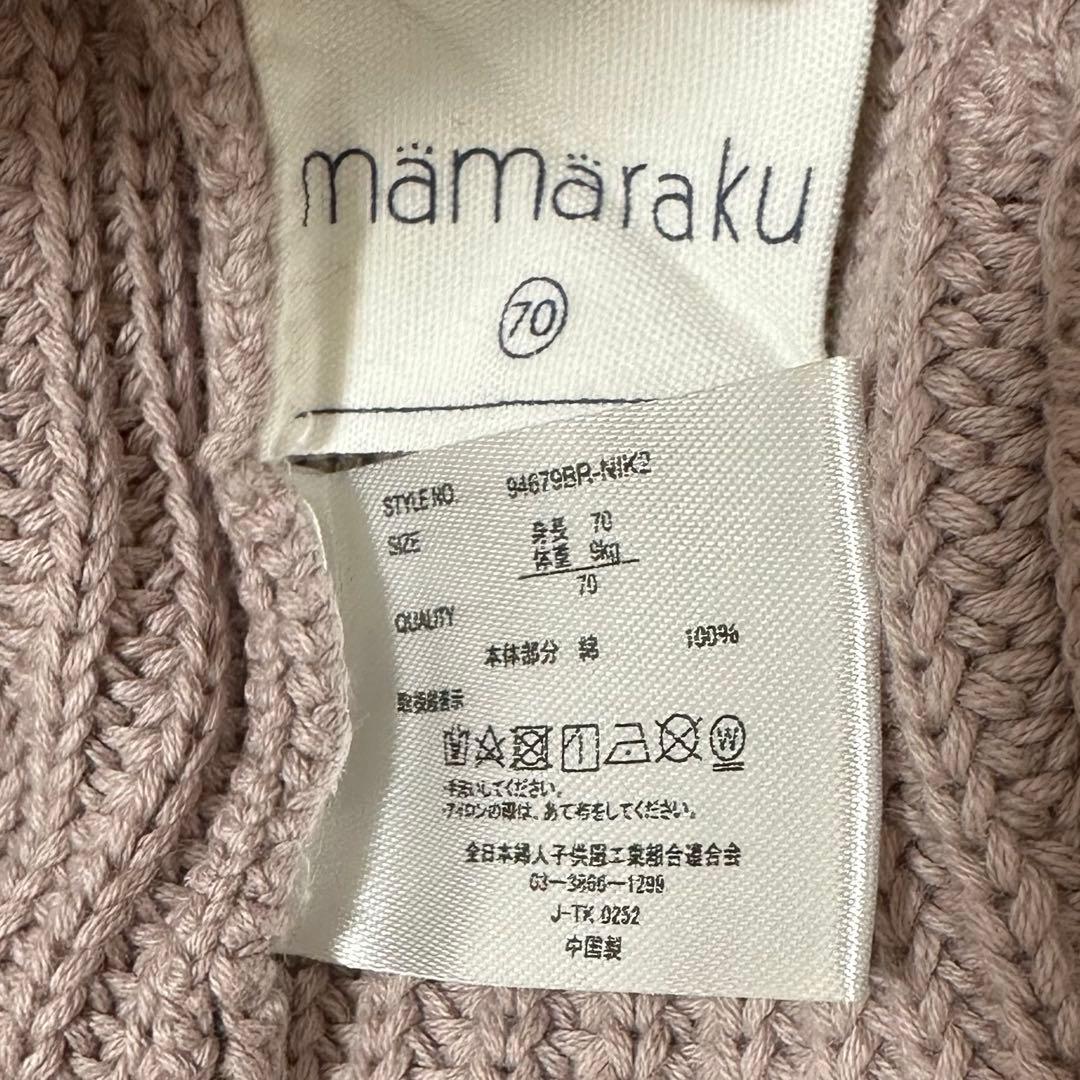 mämäraku
70
STYLE NO 94679BR-NIK2
SIZE 身長 70
体重 9kg
70
QUALITY
本体部分 綿 100%
取扱絵表示
W
手洗いしてください。
アイロンの際は、あて布をしてください。
全日本婦人子供服工業組合連合会
03-3866-1299
J-TK 0252
中国製